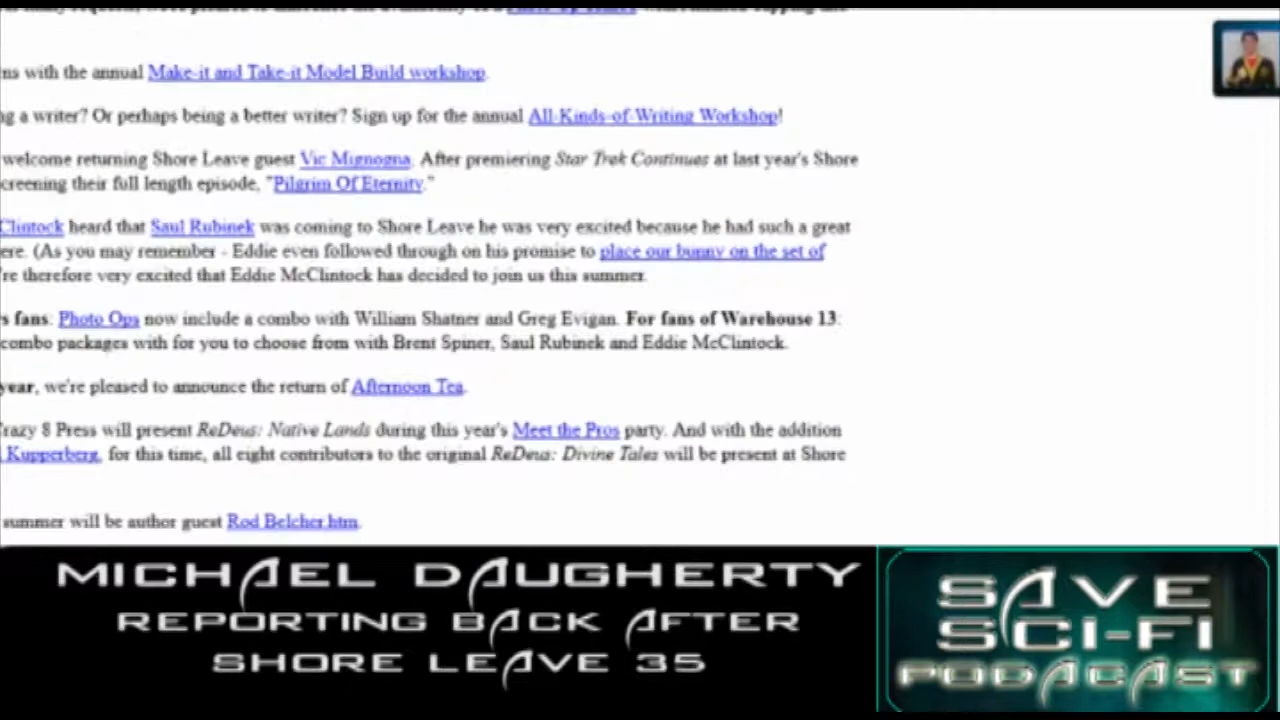 ns with the annual Make-it and Take-it Model Build workshop.
ng a writer? Or perhaps being a better writer? Sign up for the annual All-Kinds-of-Writing Workshop!
welcome returning Shore Leave guest Vic Mignogna. After premiering Star Trek Continues at last year's Shore
creening their full length episode, "Pilgrim Of Eternity."
Clintock heard that Saul Rubinek was coming to Shore Leave he was very excited because he had such a great
ere. (As you may remember - Eddie even followed through on his promise to place our bunny on the set of
're therefore very excited that Eddie McClintock has decided to join us this summer.
s fans: Photo Ops now include a combo with William Shatner and Greg Evigan. For fans of Warehouse 13:
combo packages with for you to choose from with Brent Spiner, Saul Rubinek and Eddie McClintock.
year, we're pleased to announce the return of Afternoon Tea.
Crazy 8 Press will present ReDeus: Native Lands during this year's Meet the Pros party. And with the addition
Kupperberg, for this time, all eight contributors to the original ReDeus: Divine Tales will be present at Shore
summer will be author guest Rod Belcher.htm.
MICHAEL DAUGHERTY
REPORTING BACK AFTER
SHORE LEAVE 35
SAVE
SCI-FI
PODACAST